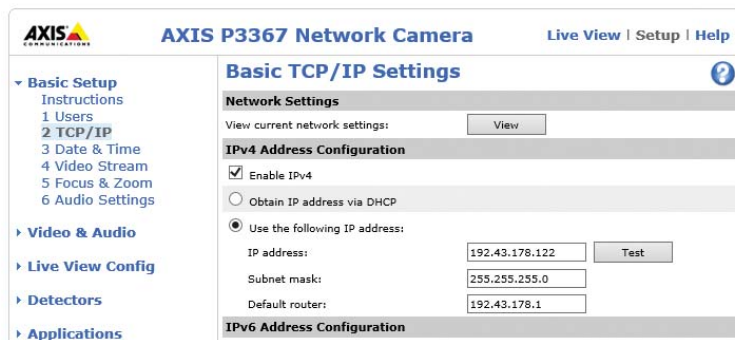 AXIS
COMMUNICATIONS
AXIS P3367 Network Camera
Live View | Setup | Help
Basic Setup
Instructions
1 Users
2 TCP/IP
3 Date & Time
4 Video Stream
5 Focus & Zoom
6 Audio Settings
Video & Audio
Live View Config
Detectors
Applications
Basic TCP/IP Settings
?
Network Settings
View current network settings: View
IPv4 Address Configuration
Enable IPv4
Obtain IP address via DHCP
Use the following IP address:
IP address: 192.43.178.122 Test
Subnet mask: 255.255.255.0
Default router: 192.43.178.1
IPv6 Address Configuration